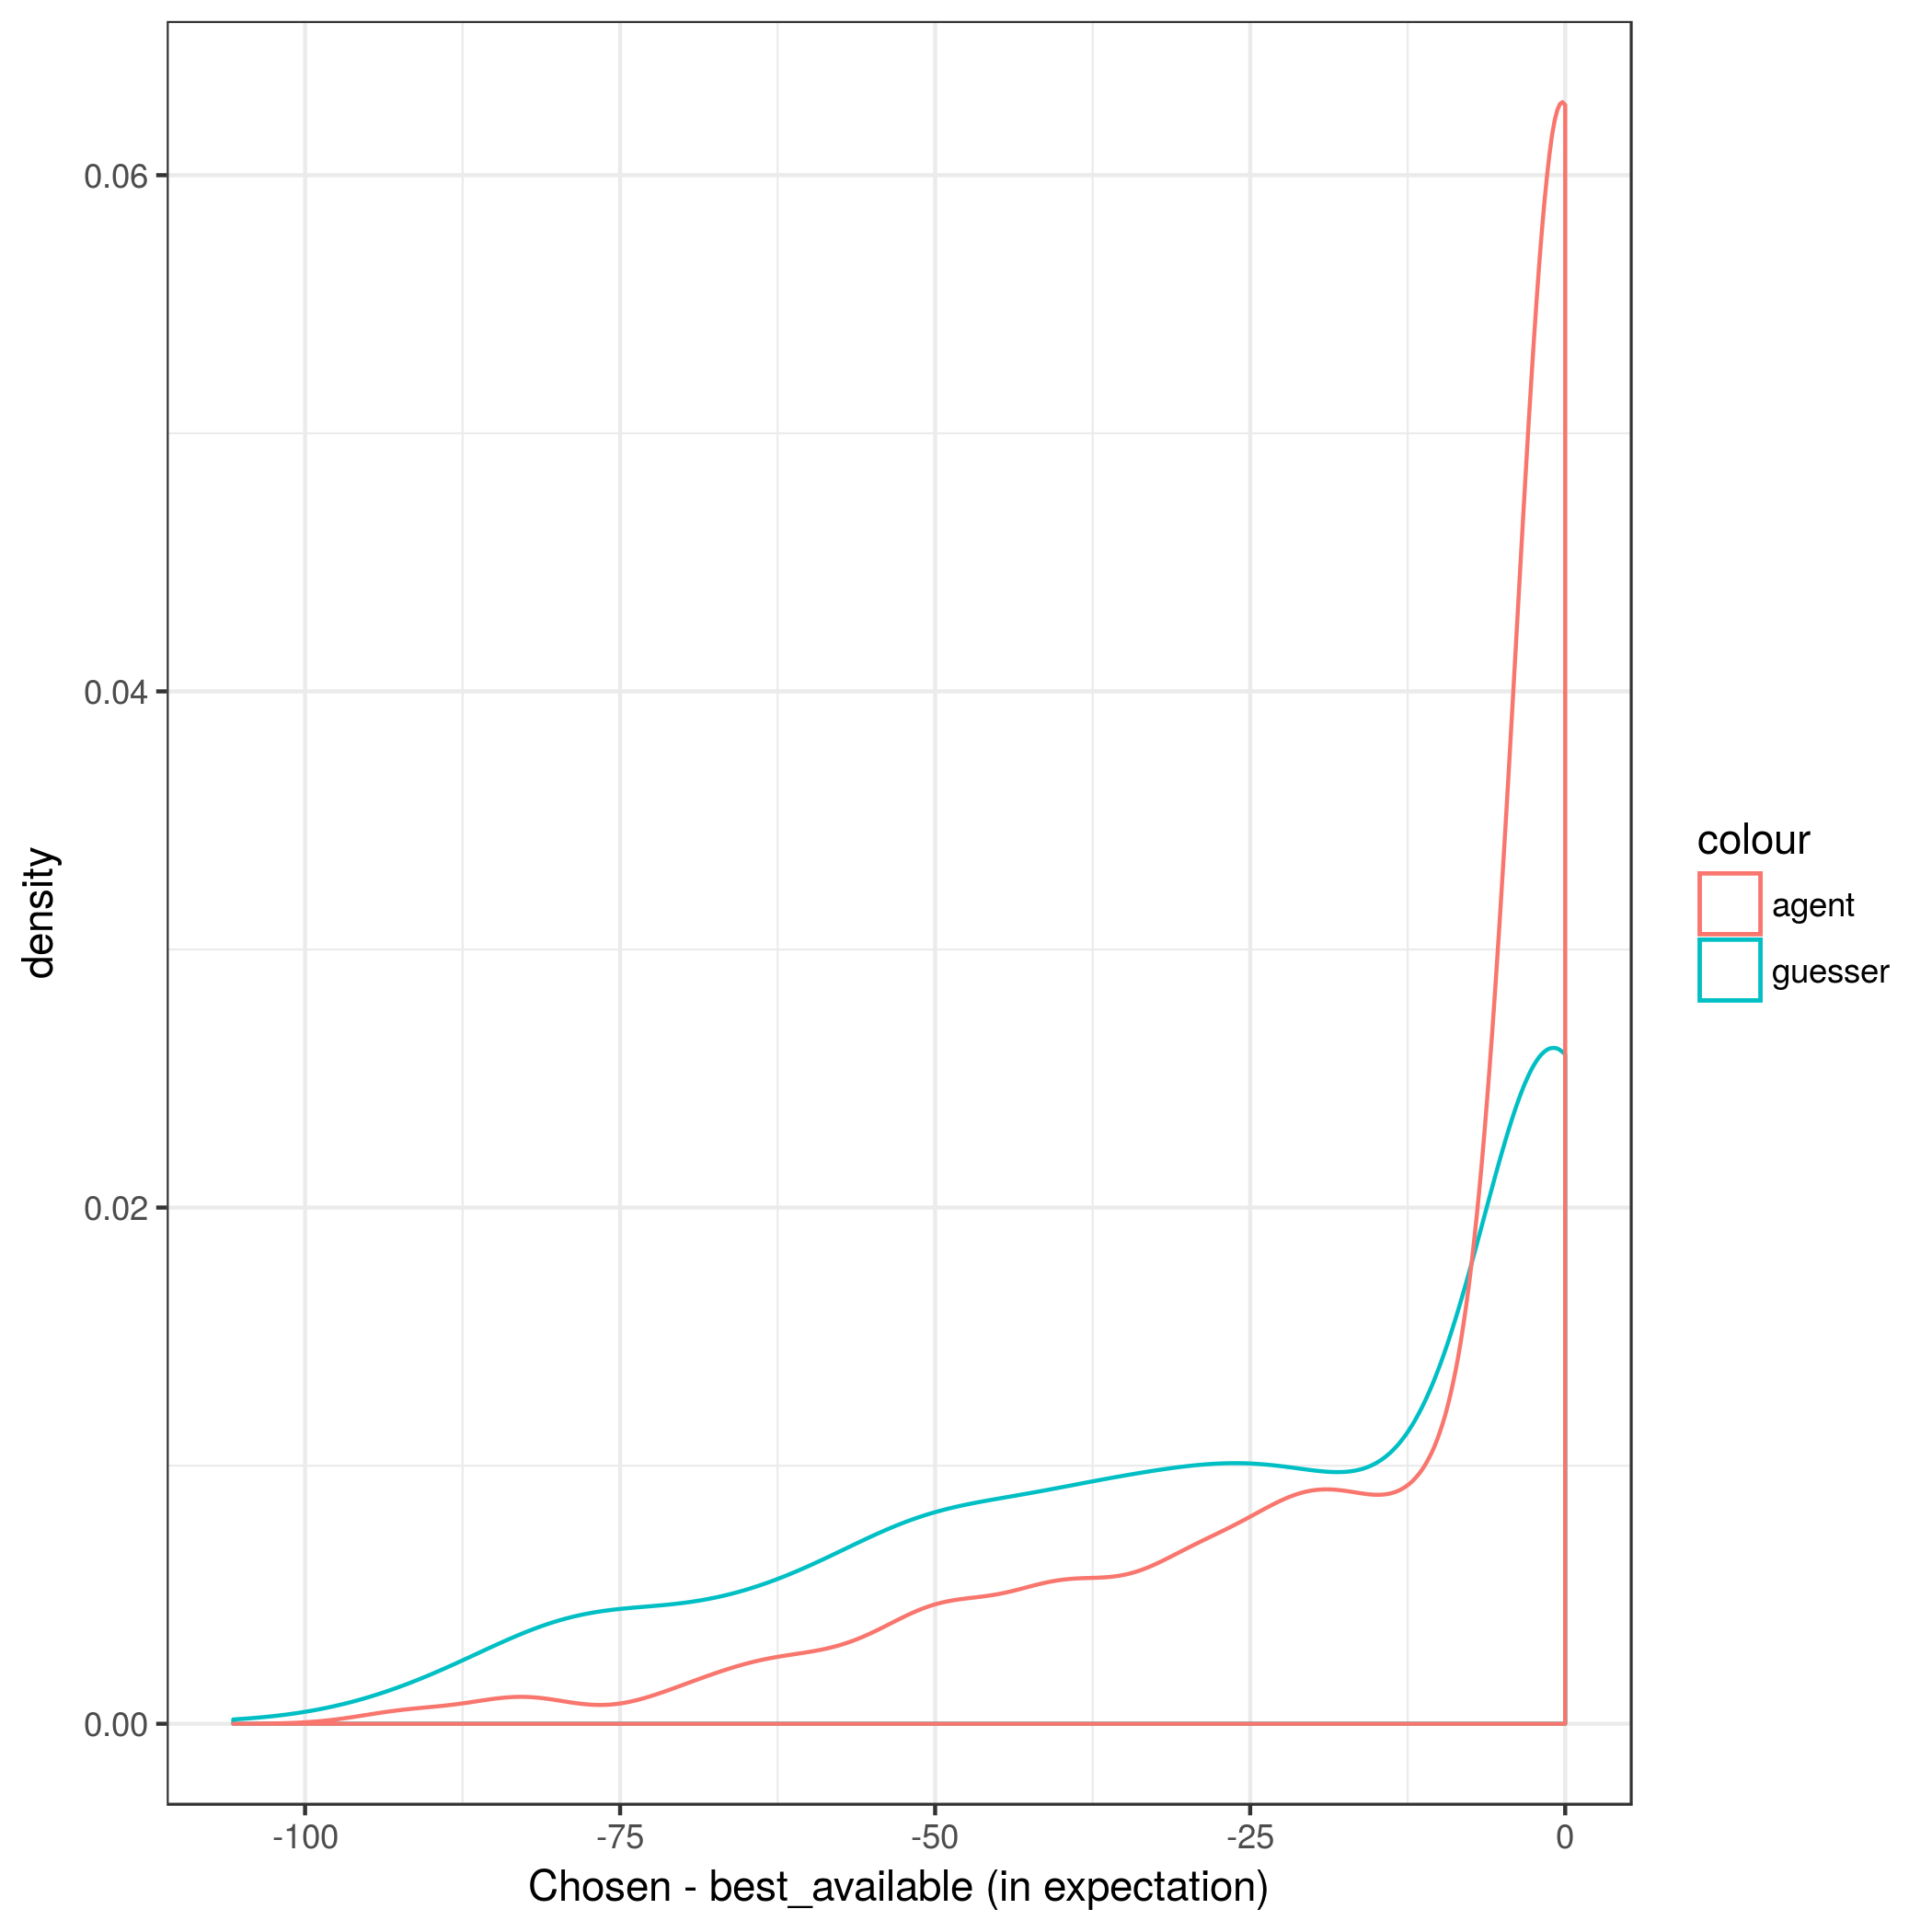 0.06
0.04
0.02
0.00
density
-100
-75
-50
-25
0
Chosen - best_available (in expectation)
colour
agent
guesser